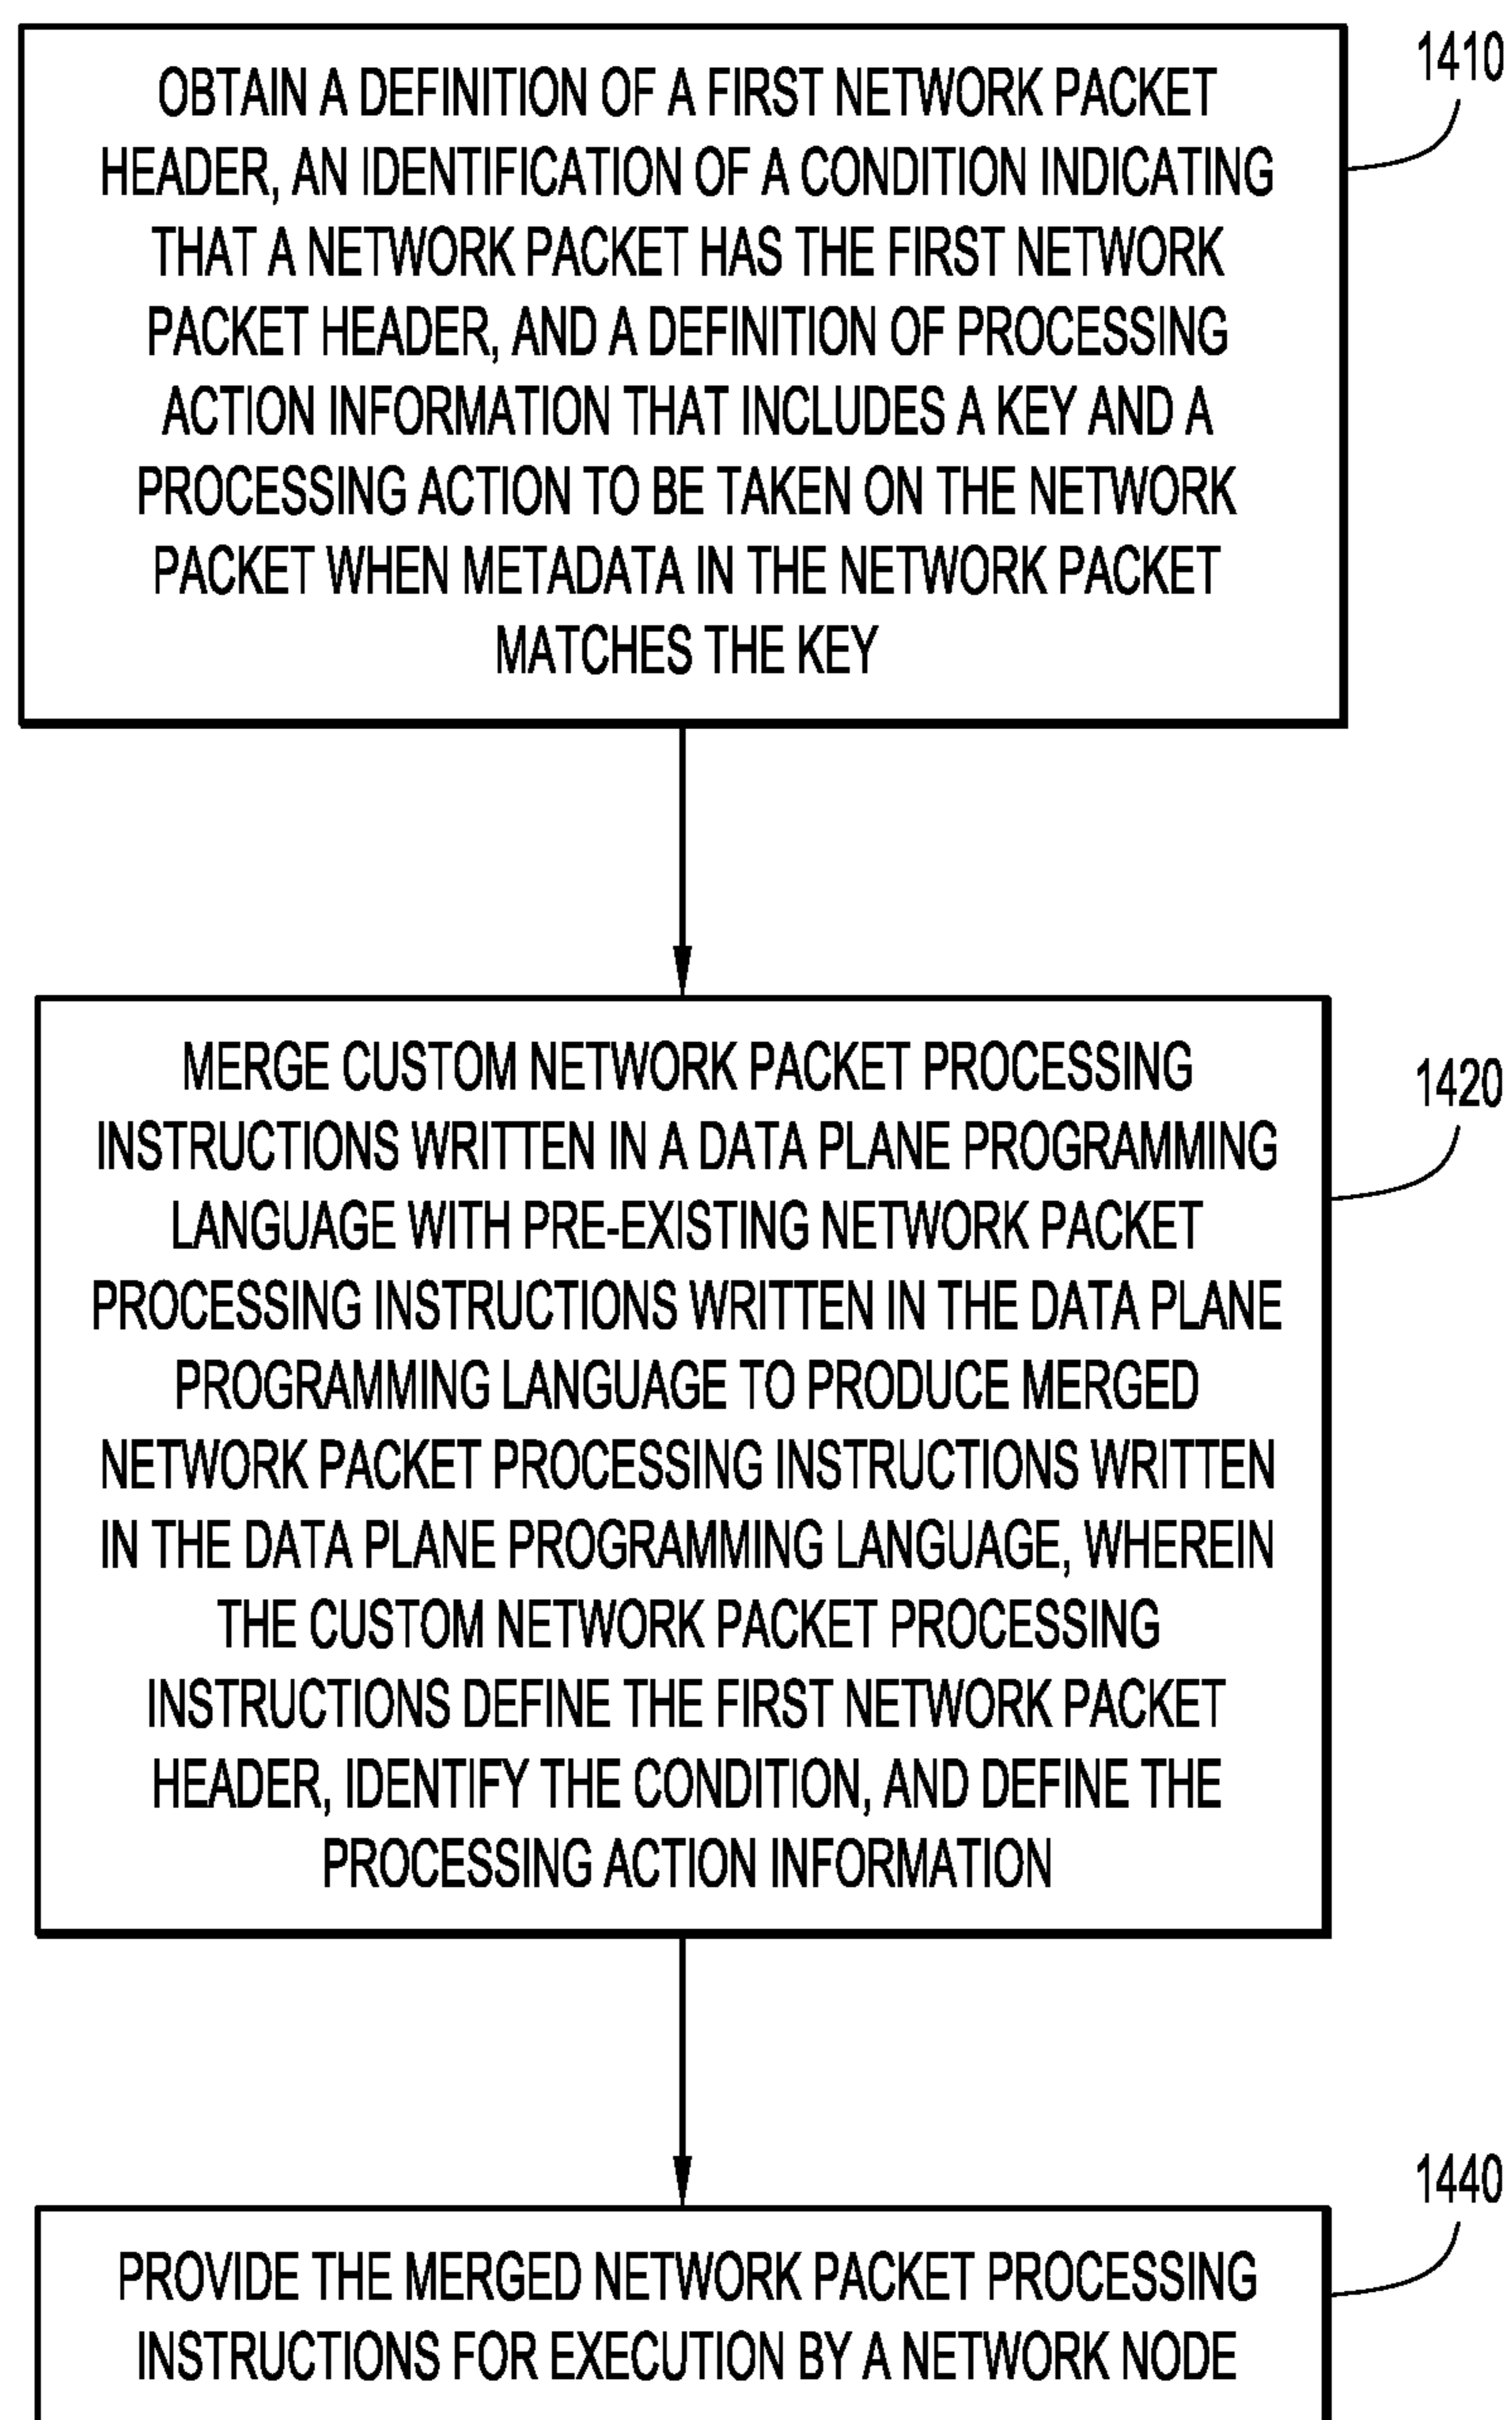 OBTAIN A DEFINITION OF A FIRST NETWORK PACKET
HEADER, AN IDENTIFICATION OF A CONDITION INDICATING
THAT A NETWORK PACKET HAS THE FIRST NETWORK
PACKET HEADER, AND A DEFINITION OF PROCESSING
ACTION INFORMATION THAT INCLUDES A KEY AND A
PROCESSING ACTION TO BE TAKEN ON THE NETWORK
PACKET WHEN METADATA IN THE NETWORK PACKET
MATCHES THE KEY
1410
MERGE CUSTOM NETWORK PACKET PROCESSING
INSTRUCTIONS WRITTEN IN A DATA PLANE PROGRAMMING
LANGUAGE WITH PRE-EXISTING NETWORK PACKET
PROCESSING INSTRUCTIONS WRITTEN IN THE DATA PLANE
PROGRAMMING LANGUAGE TO PRODUCE MERGED
NETWORK PACKET PROCESSING INSTRUCTIONS WRITTEN
IN THE DATA PLANE PROGRAMMING LANGUAGE, WHEREIN
THE CUSTOM NETWORK PACKET PROCESSING
INSTRUCTIONS DEFINE THE FIRST NETWORK PACKET
HEADER, IDENTIFY THE CONDITION, AND DEFINE THE
PROCESSING ACTION INFORMATION
1420
PROVIDE THE MERGED NETWORK PACKET PROCESSING
INSTRUCTIONS FOR EXECUTION BY A NETWORK NODE
1440